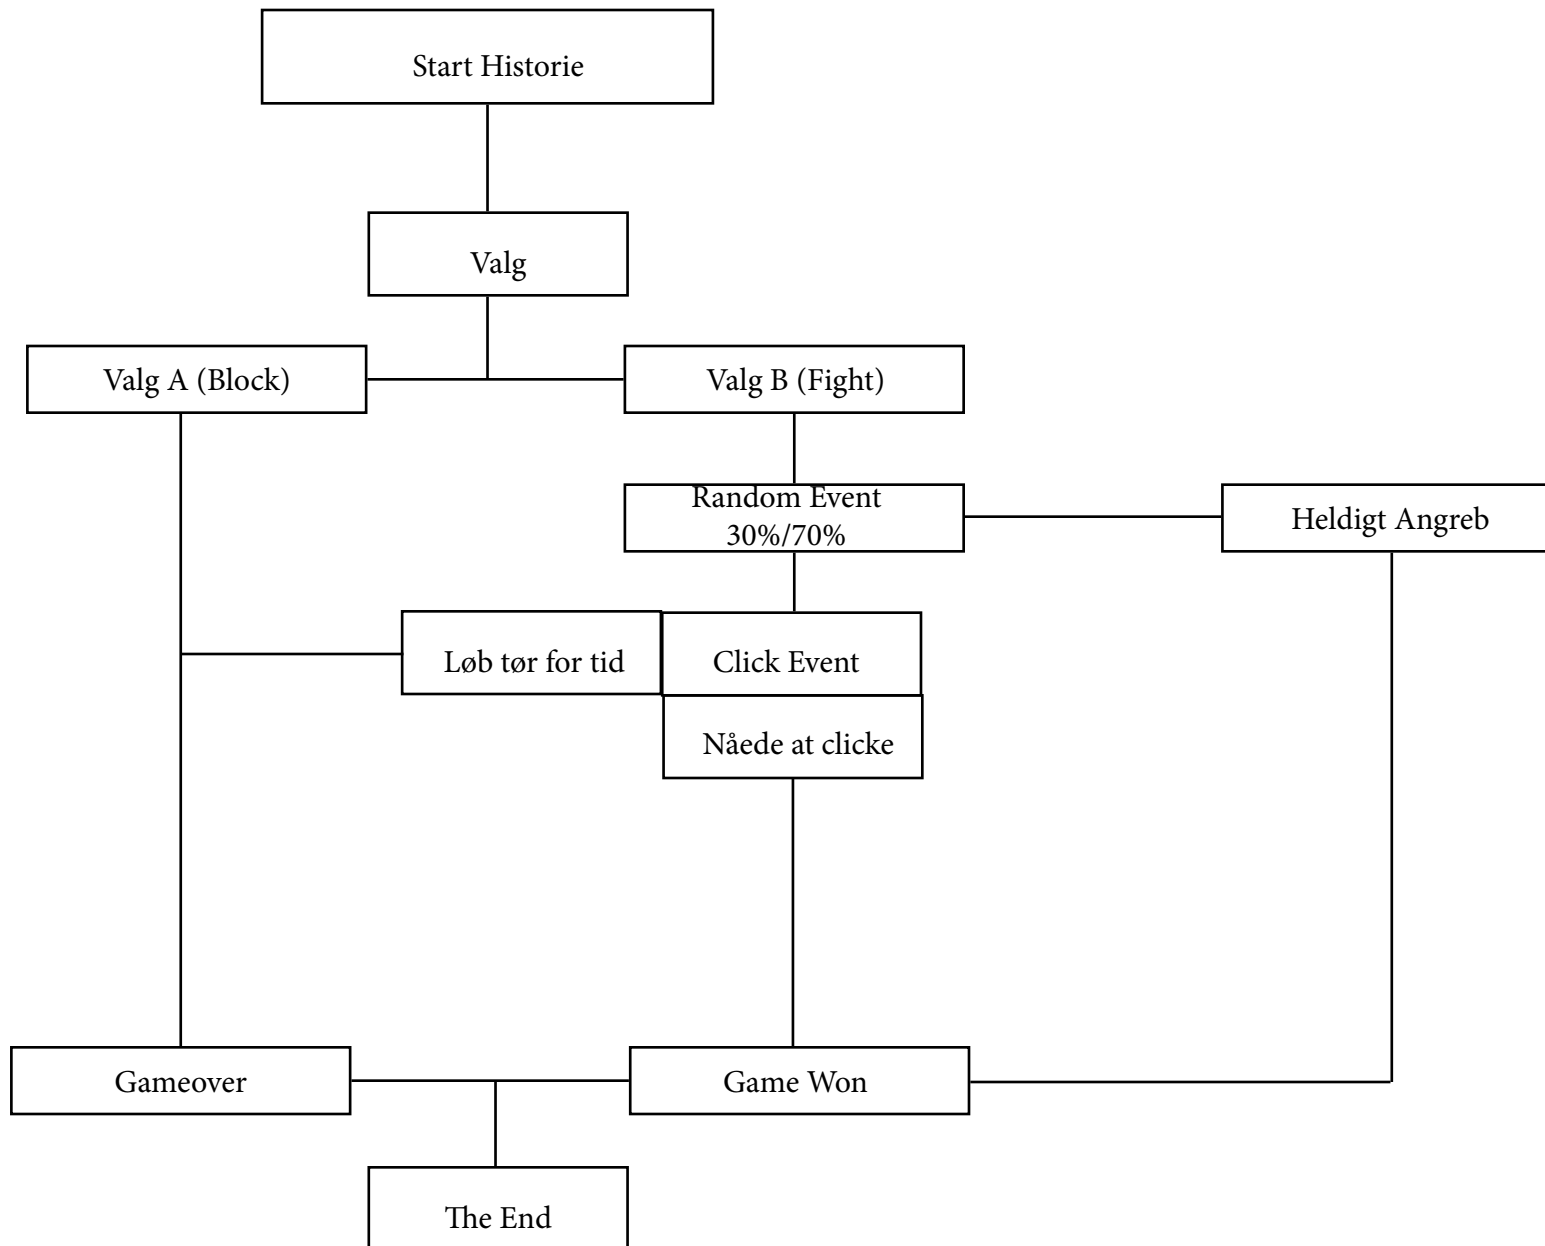 Start Historie
Valg
Valg A (Block)
Valg B (Fight)
Random Event
30%/70%
Heldigt Angreb
Løb tør for tid
Click Event
Nåede at clicke
Gameover
Game Won
The End